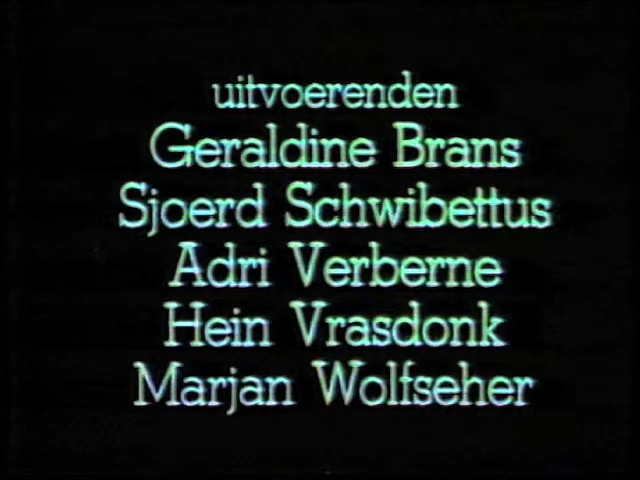 uitvoerenden
Geraldine Brans
Sjoerd Schwibettus
Adri Verberne
Hein Vrasdonk
Marjan Wolfseher